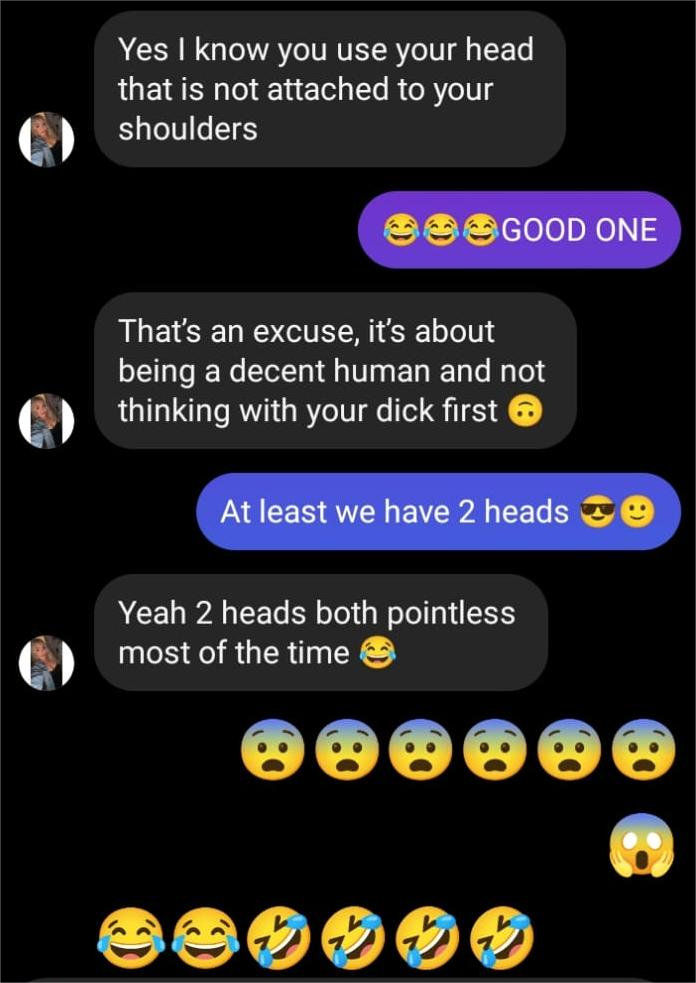 Yes I know you use your head
that is not attached to your
shoulders
😂😂😂GOOD ONE
That's an excuse, it's about
being a decent human and not
thinking with your dick first 🙃
At least we have 2 heads 😎🙂
Yeah 2 heads both pointless
most of the time 😂
😨😨😨😨😨😨
😱
😂😂🤣🤣🤣🤣